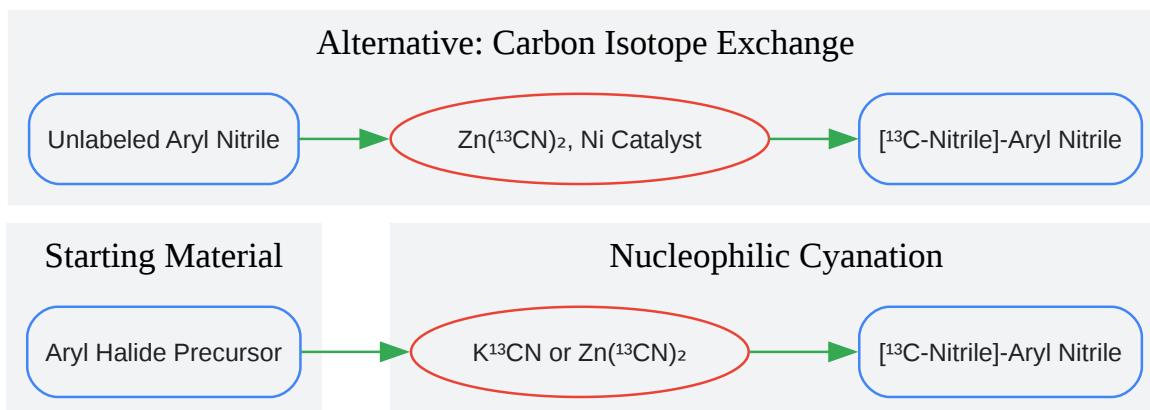 Alternative: Carbon Isotope Exchange
Unlabeled Aryl Nitrile
Zn(¹³CN)₂, Ni Catalyst
[¹³C-Nitrile]-Aryl Nitrile
Starting Material
Nucleophilic Cyanation
Aryl Halide Precursor
K¹³CN or Zn(¹³CN)₂
[¹³C-Nitrile]-Aryl Nitrile